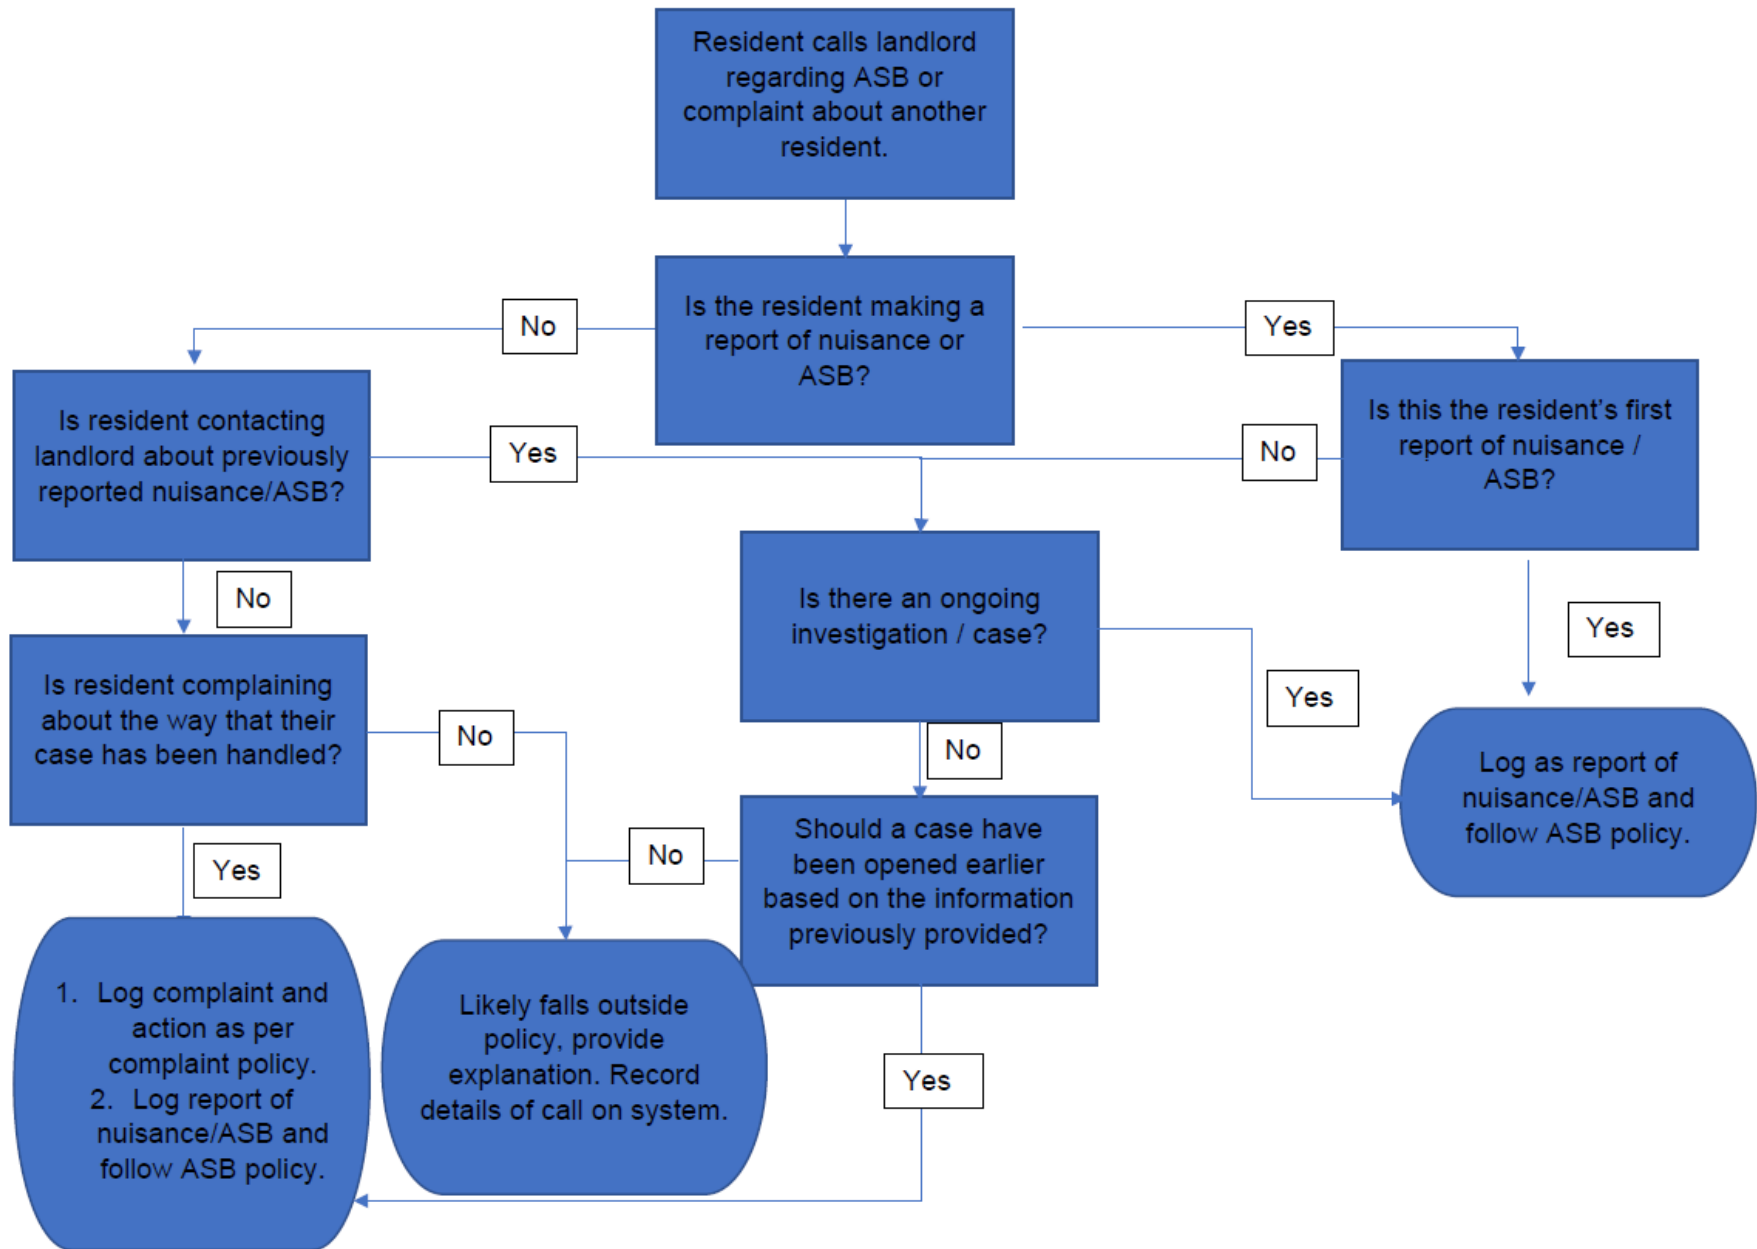 Resident calls landlord
regarding ASB or
complaint about another
resident.
Is the resident making a
report of nuisance or
ASB?
No
Yes
Is resident contacting
landlord about previously
reported nuisance/ASB?
Yes
No
Is this the resident's first
report of nuisance /
ASB?
No
Is there an ongoing
investigation / case?
Yes
Yes
Is resident complaining
about the way that their
case has been handled?
No
No
Log as report of
nuisance/ASB and
follow ASB policy.
Should a case have
been opened earlier
based on the information
previously provided?
No
Yes
1. Log complaint and
action as per
complaint policy.
2. Log report of
nuisance/ASB and
follow ASB policy.
Likely falls outside
policy, provide
explanation. Record
details of call on system.
Yes